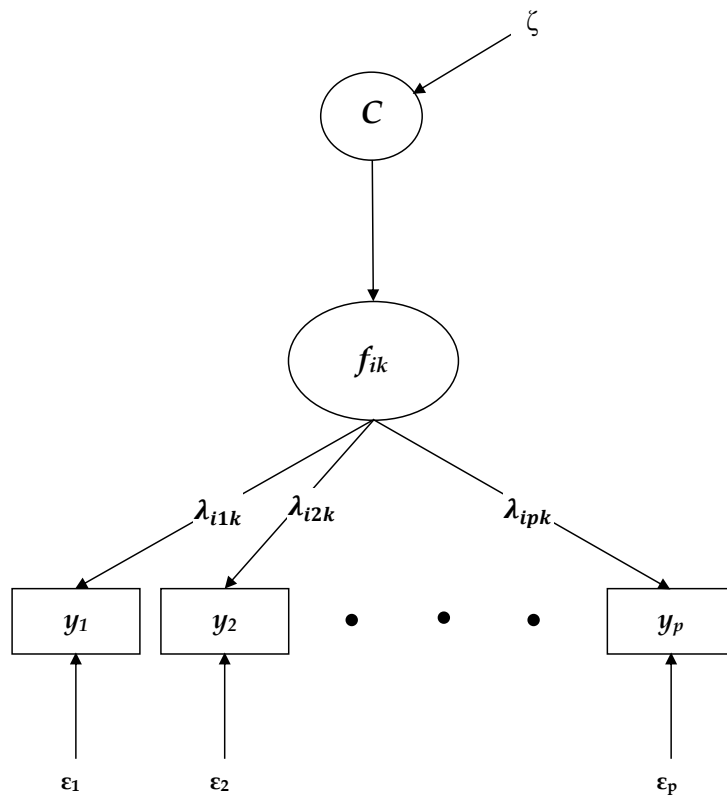 ζ
C
f_ik
λ_i1k λ_i2k λ_ipk
y_1 y_2 • • • y_p
ε_1 ε_2 ε_p